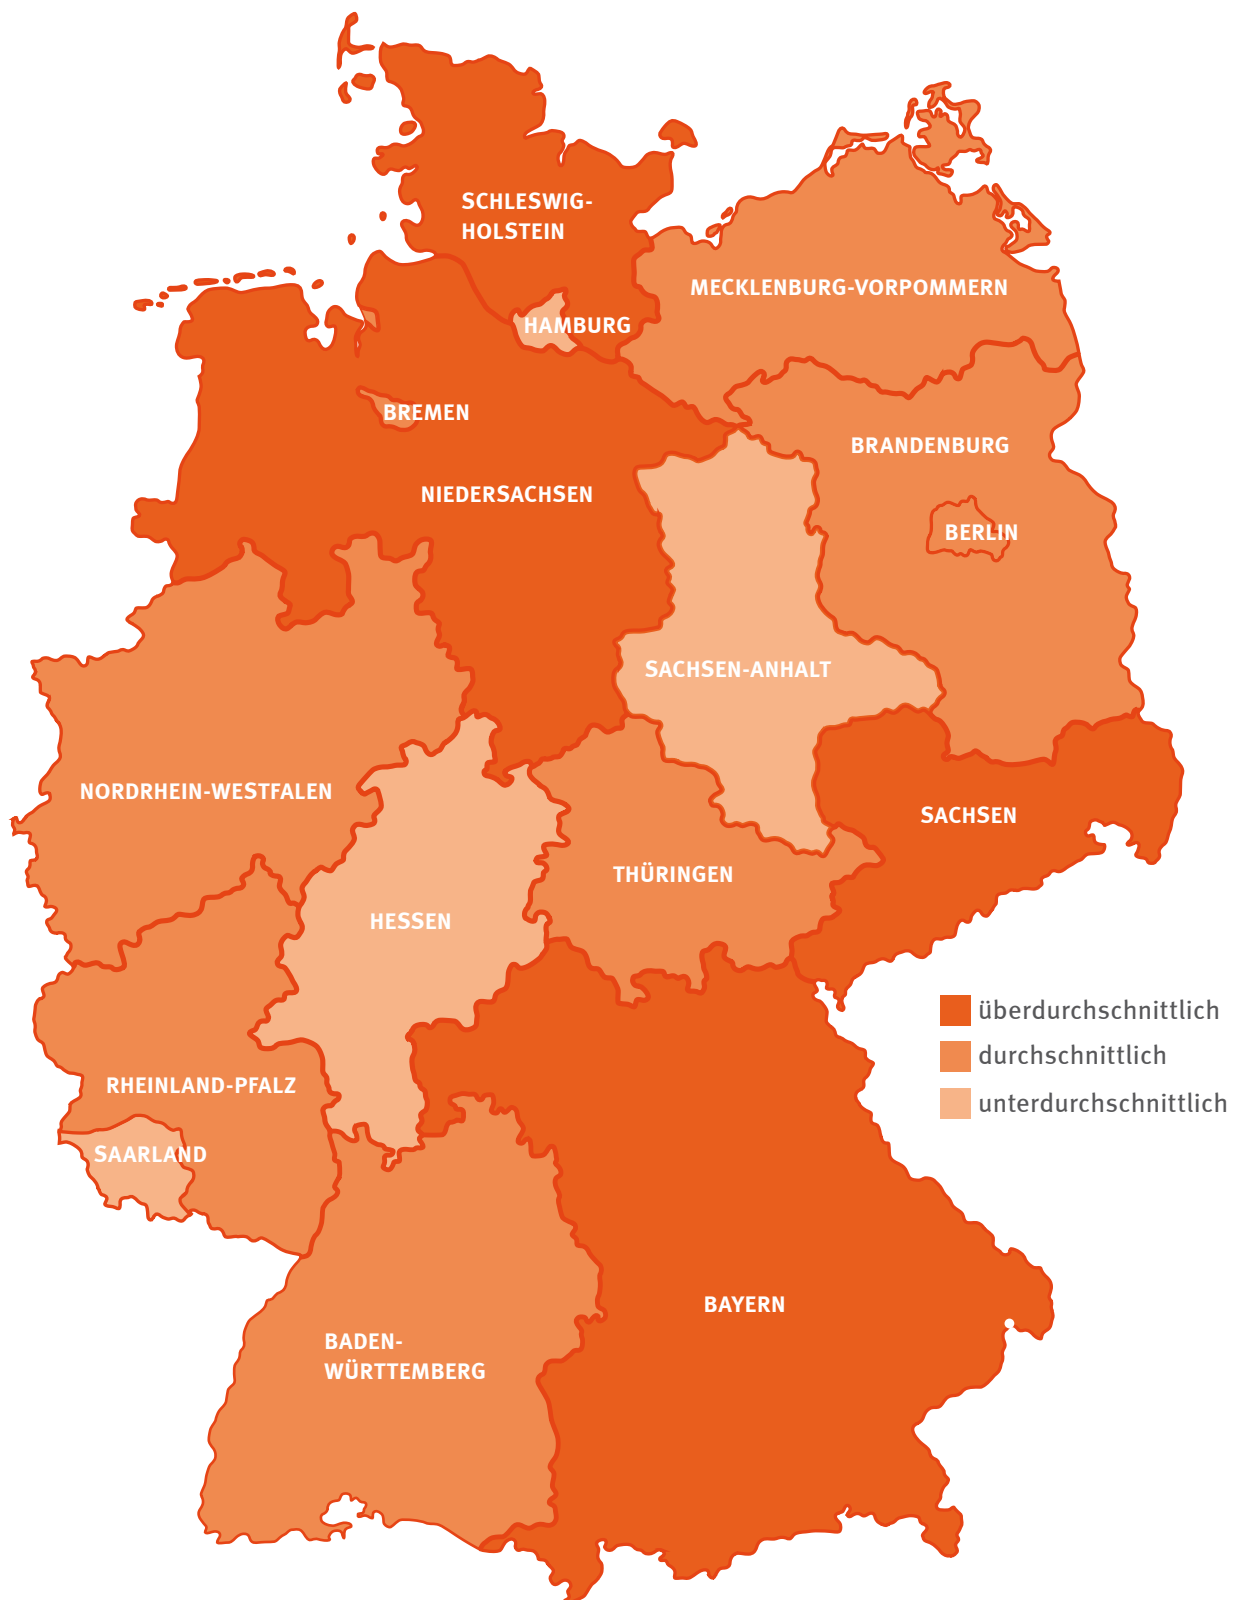 SCHLESWIG-
HOLSTEIN
MECKLENBURG-VORPOMMERN
HAMBURG
BREMEN
BRANDENBURG
NIEDERSACHSEN
BERLIN
SACHSEN-ANHALT
NORDRHEIN-WESTFALEN
SACHSEN
THÜRINGEN
HESSEN
überdurchschnittlich
durchschnittlich
unterdurchschnittlich
RHEINLAND-PFALZ
SAARLAND
BAYERN
BADEN-
WÜRTTEMBERG